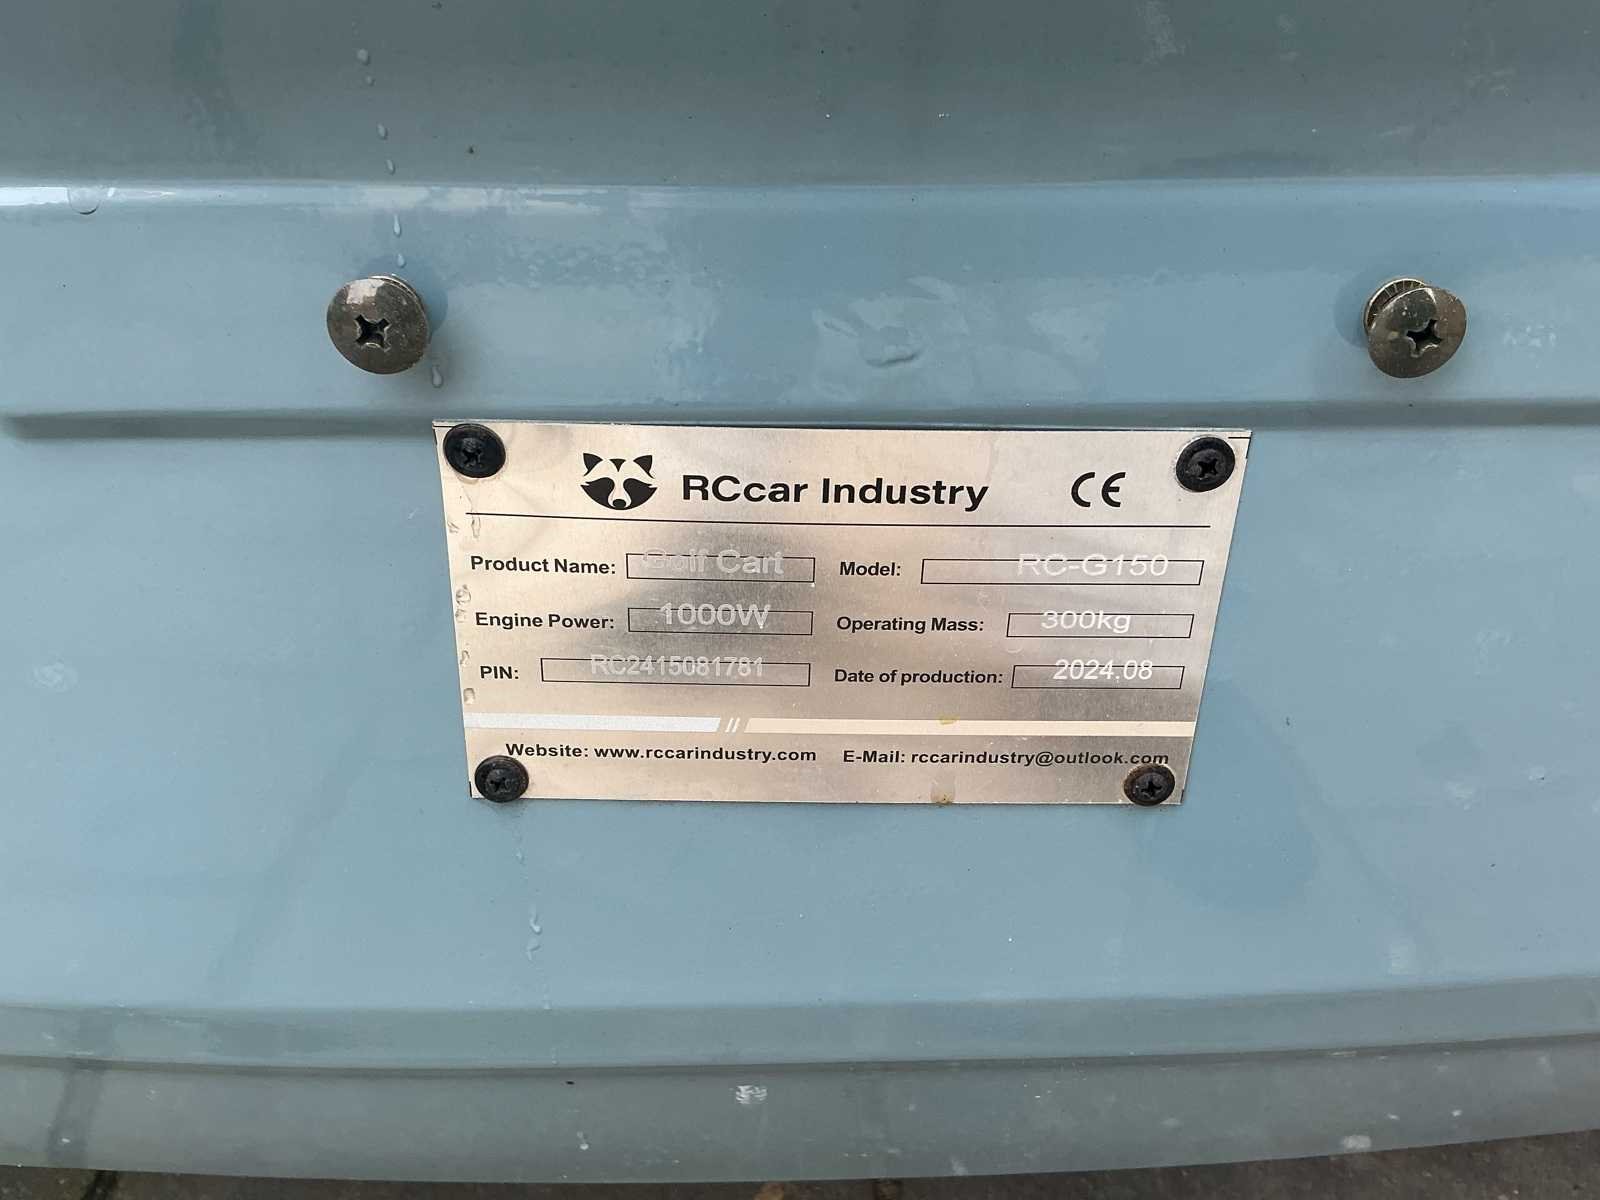 RCcar Industry CE
Product Name: Golf Cart Model: RC-G150
Engine Power: 1000W Operating Mass: 300kg
PIN: RC2415081781 Date of production: 2024.08
Website: www.rccarindustry.com E-Mail: rccarindustry@outlook.com